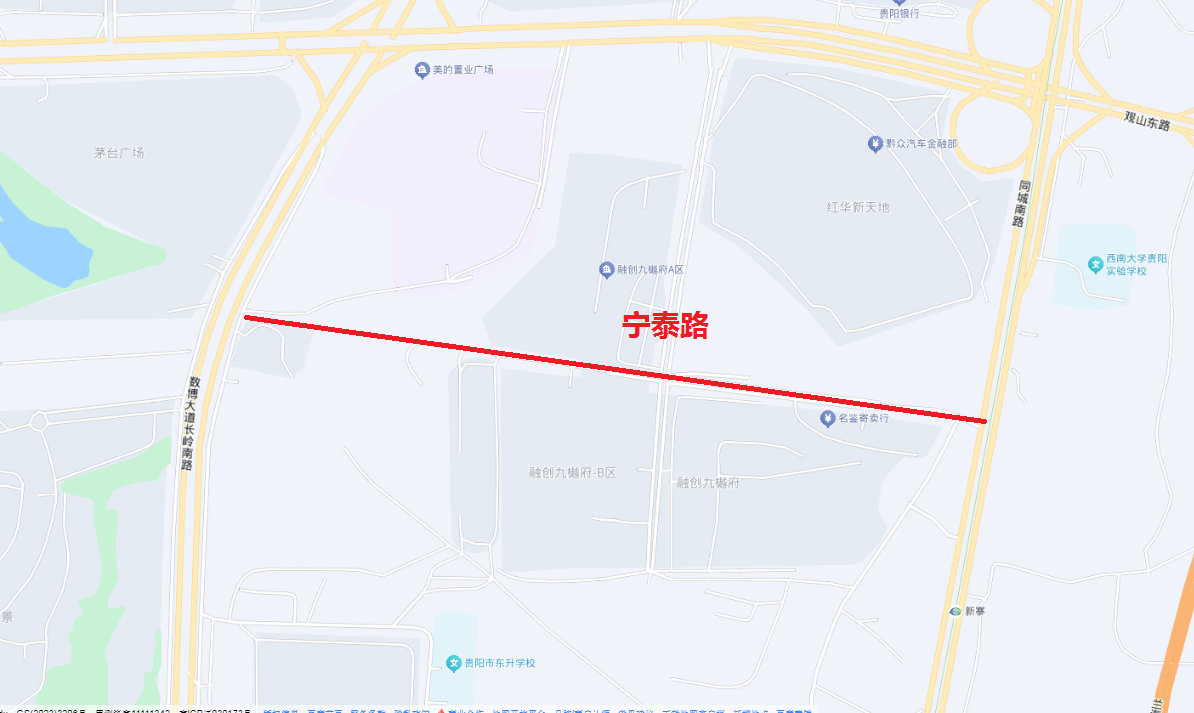 贵阳银行
美的置业广场
观山东路
茅台广场
黔众汽车金融部
红华新天地
同城南路
西南大学贵阳
实验学校
融创九樾府A区
宁泰路
数博大道长岭南路
名鉴寄卖行
融创九樾府-B区
融创九樾府
新寨
景
贵阳市东升学校